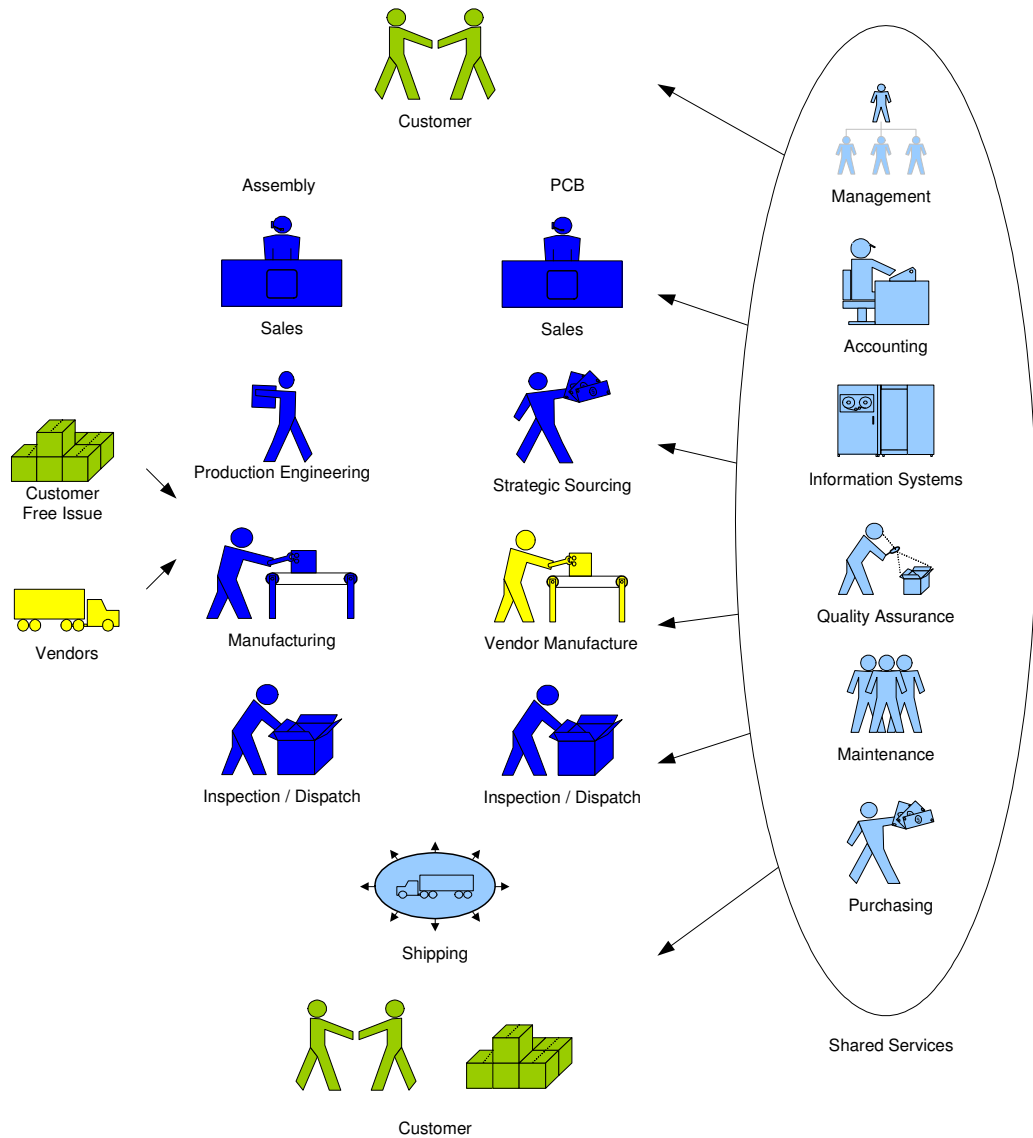 Customer
Assembly
PCB
Management
Sales
Sales
Accounting
Production Engineering
Strategic Sourcing
Information Systems
Customer
Free Issue
Manufacturing
Vendor Manufacture
Quality Assurance
Vendors
Maintenance
Inspection / Dispatch
Inspection / Dispatch
Purchasing
Shipping
Shared Services
Customer